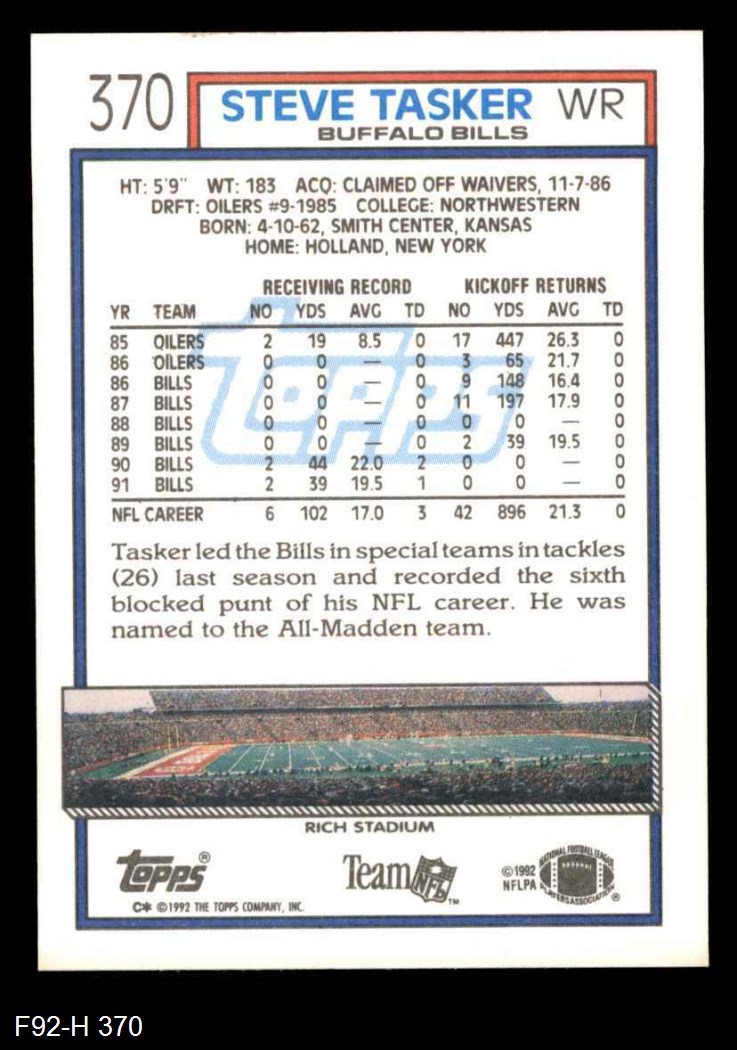 370 STEVE TASKER WR
BUFFALO BILLS
HT: 5'9" WT: 183 ACQ: CLAIMED OFF WAIVERS, 11-7-86
DRFT: OILERS #9-1985 COLLEGE: NORTHWESTERN
BORN: 4-10-62, SMITH CENTER, KANSAS
HOME: HOLLAND, NEW YORK
RECEIVING RECORD KICKOFF RETURNS
YR TEAM NO YDS AVG TD NO YDS AVG TD
85 OILERS 2 19 8.5 0 17 447 26.3 0
86 OILERS 0 0 — 0 3 65 21.7 0
86 BILLS 0 0 — 0 9 148 16.4 0
87 BILLS 0 0 — 0 11 197 17.9 0
88 BILLS 0 0 — 0 0 0 — 0
89 BILLS 0 0 — 0 2 39 19.5 0
90 BILLS 2 44 22.0 2 0 0 — 0
91 BILLS 2 39 19.5 1 0 0 — 0
NFL CAREER 6 102 17.0 3 42 896 21.3 0
topps
Tasker led the Bills in special teams in tackles
(26) last season and recorded the sixth
blocked punt of his NFL career. He was
named to the All-Madden team.
RICH STADIUM
topps® Team NFL™ ©1992 NFLPA NATIONAL FOOTBALL LEAGUE PLAYERS ASSOCIATION ®
C* ©1992 THE TOPPS COMPANY, INC.
F92-H 370